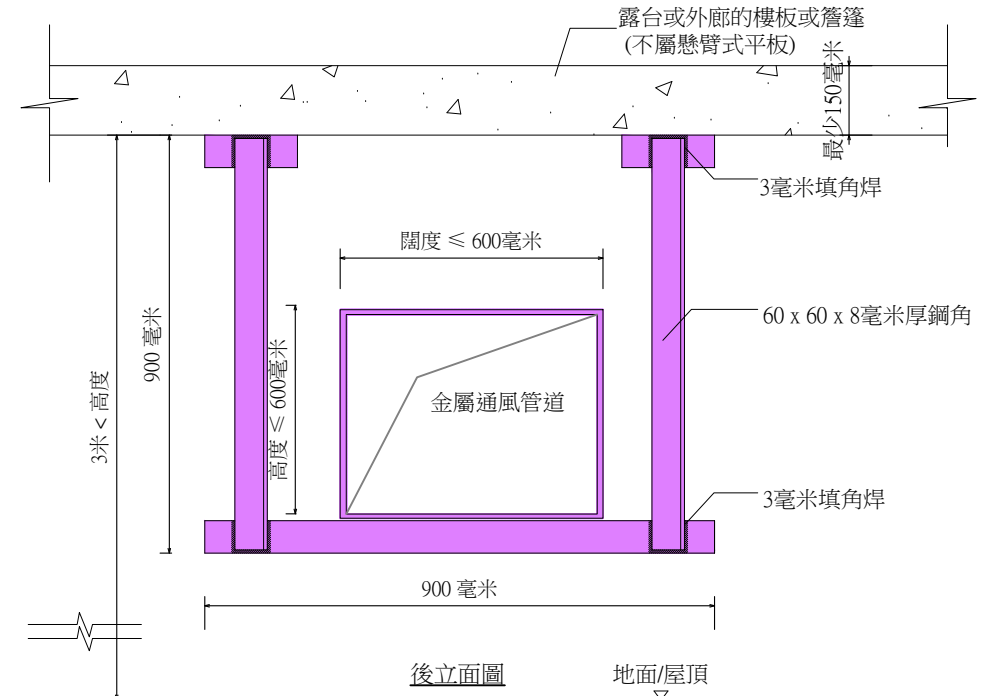 露台或外廊的樓板或簷篷
(不屬懸臂式平板)
最少150毫米
3毫米填角焊
闊度 ≤ 600毫米
60 x 60 x 8毫米厚鋼角
900 毫米
高度 ≤ 600毫米
3米 < 高度
金屬通風管道
3毫米填角焊
900 毫米
後立面圖
地面/屋頂